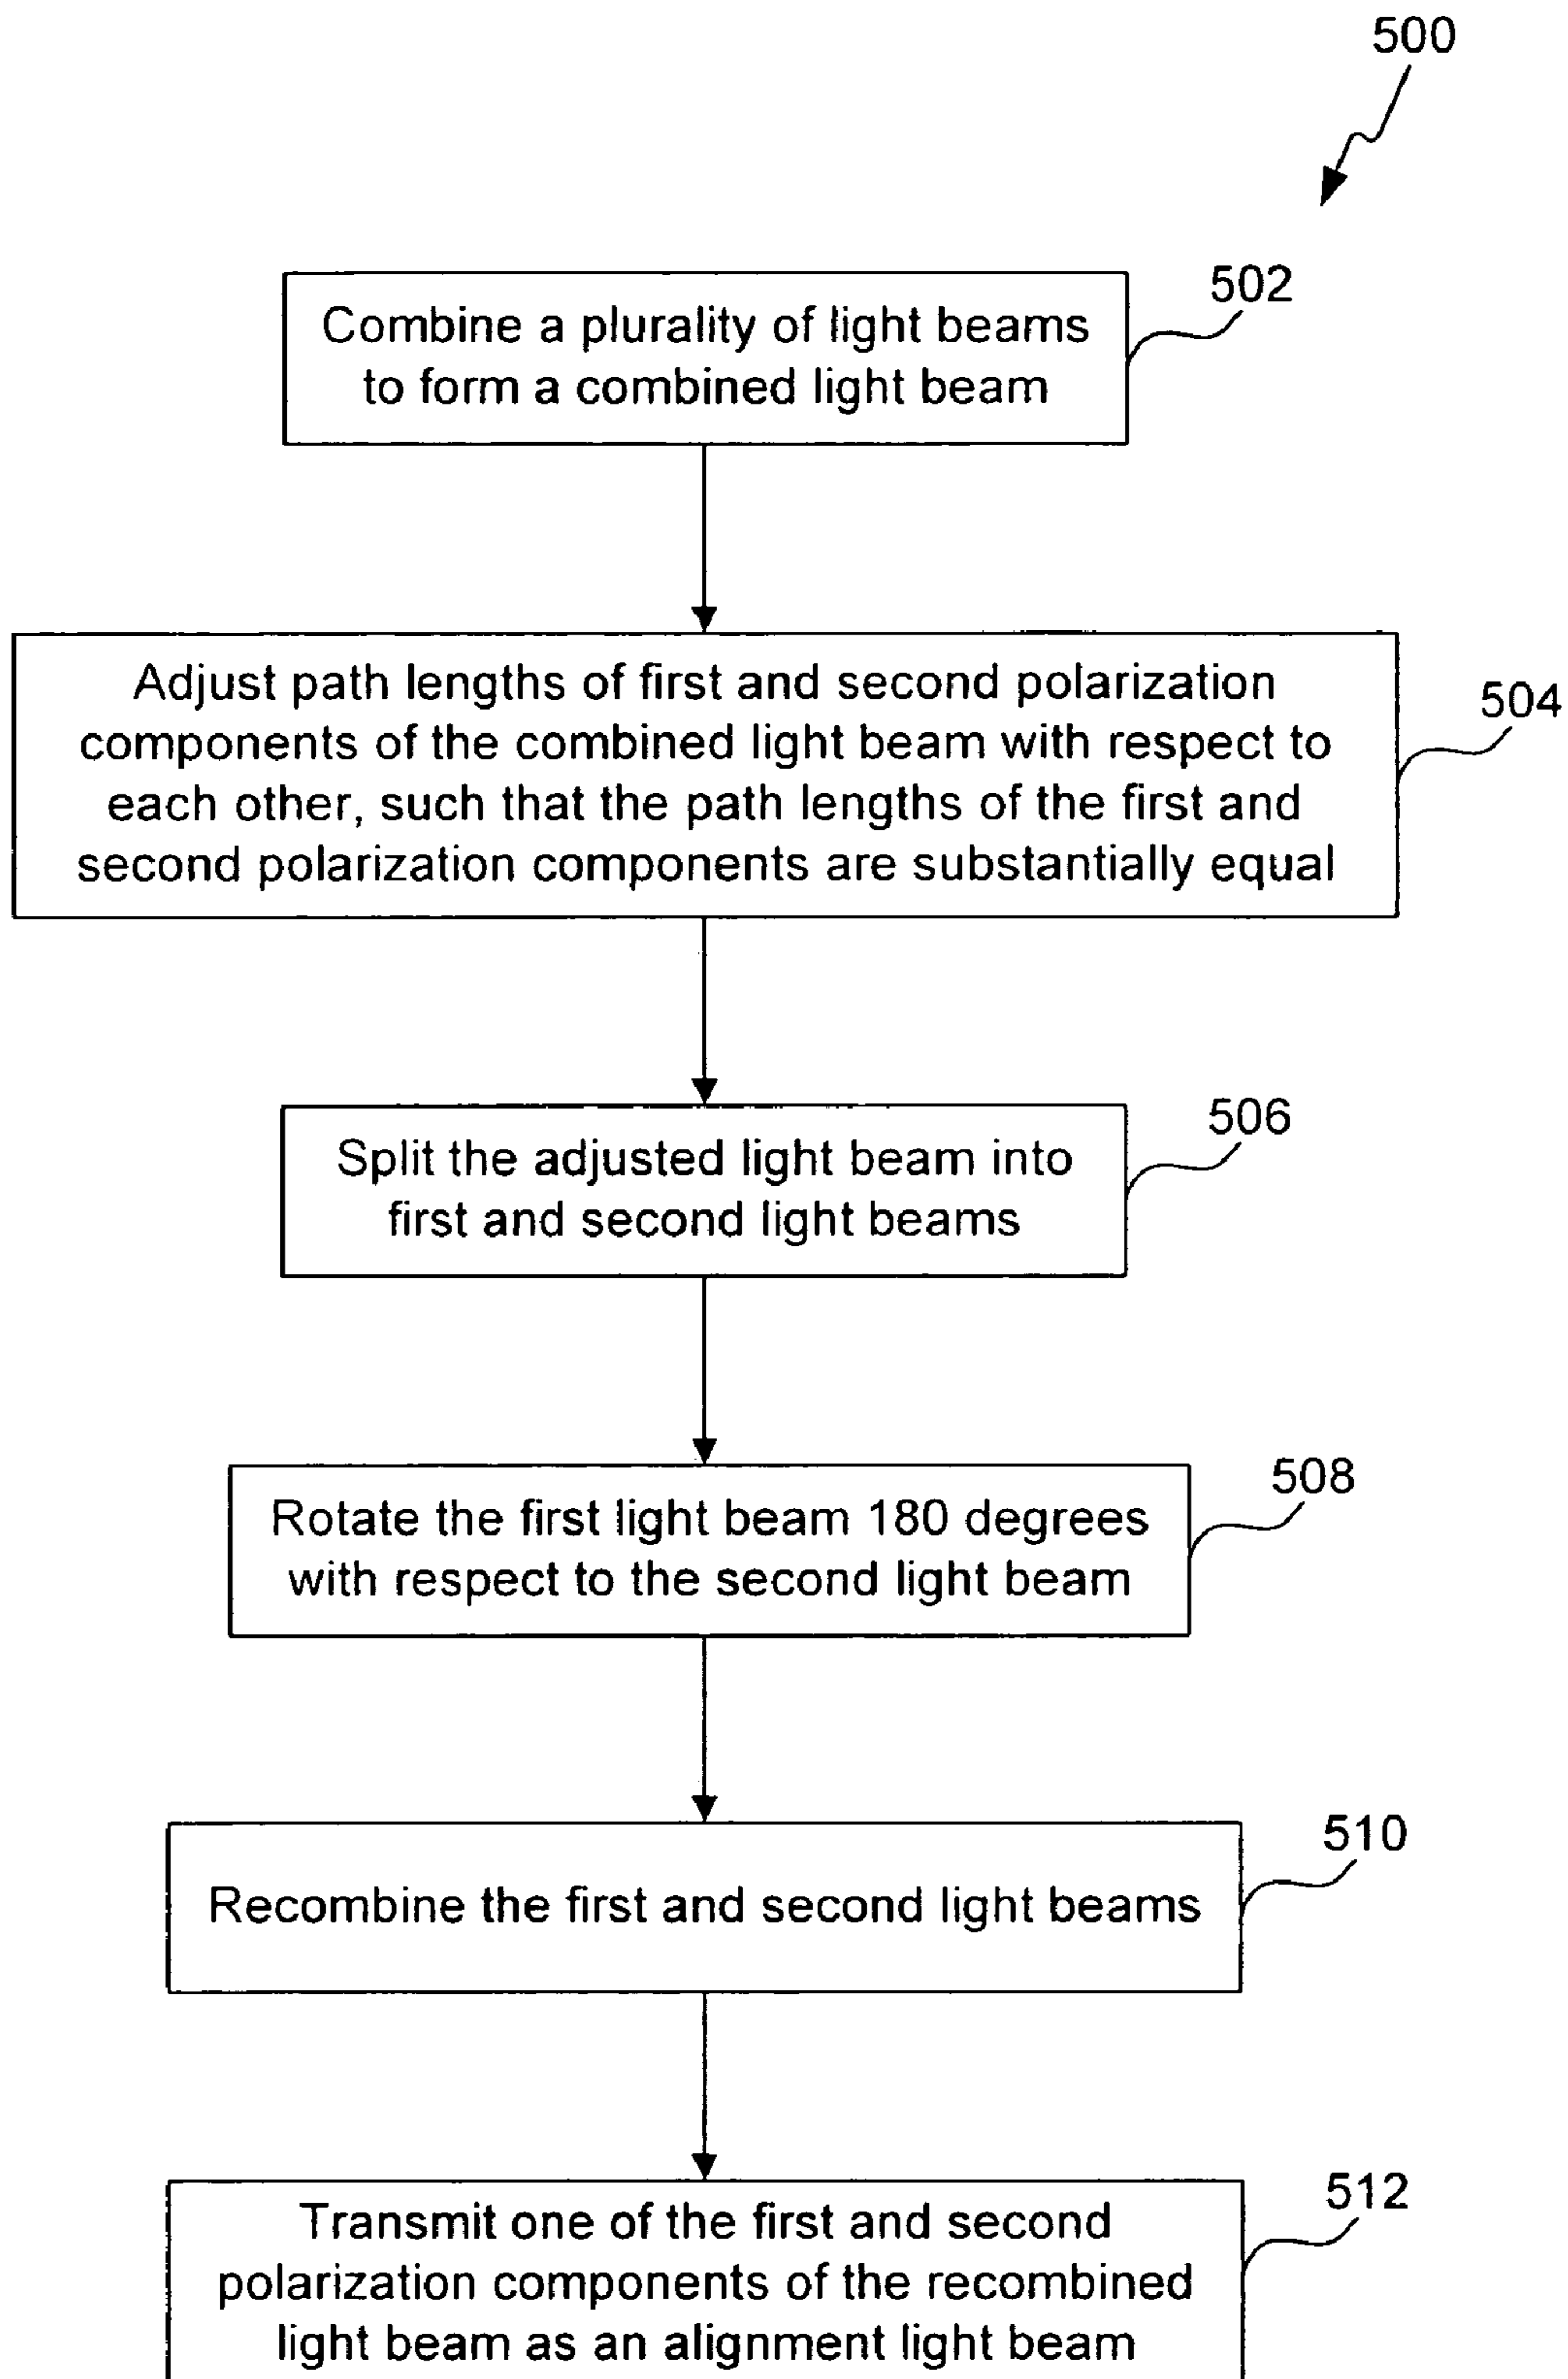 500
502
Combine a plurality of light beams
to form a combined light beam
504
Adjust path lengths of first and second polarization
components of the combined light beam with respect to
each other, such that the path lengths of the first and
second polarization components are substantially equal
506
Split the adjusted light beam into
first and second light beams
508
Rotate the first light beam 180 degrees
with respect to the second light beam
510
Recombine the first and second light beams
512
Transmit one of the first and second
polarization components of the recombined
light beam as an alignment light beam